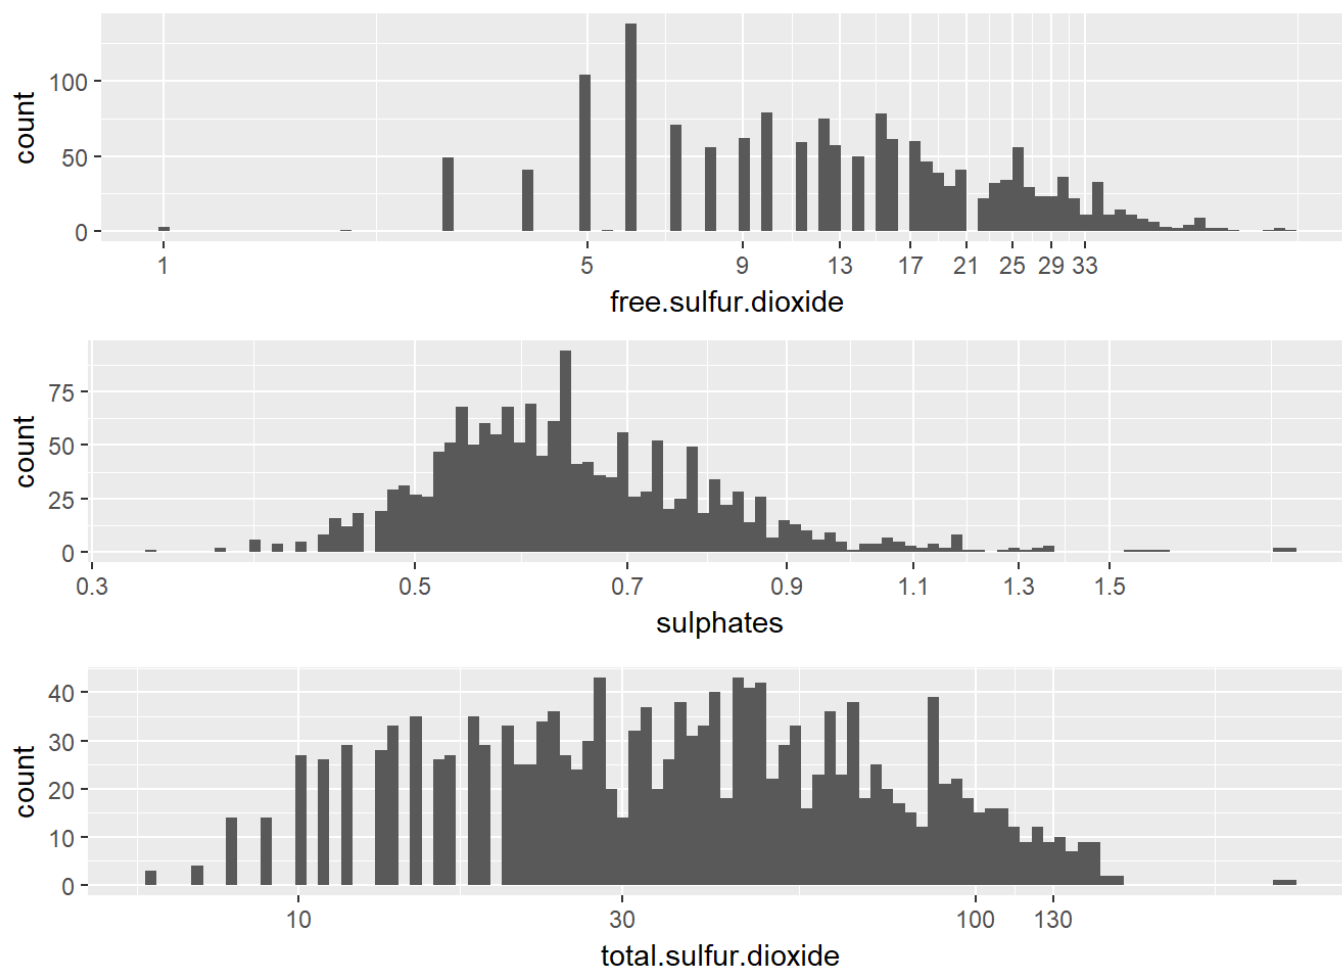 count
100
50
0
1 5 9 13 17 21 25 29 33
free.sulfur.dioxide
count
75
50
25
0
0.3 0.5 0.7 0.9 1.1 1.3 1.5
sulphates
count
40
30
20
10
0
10 30 100 130
total.sulfur.dioxide